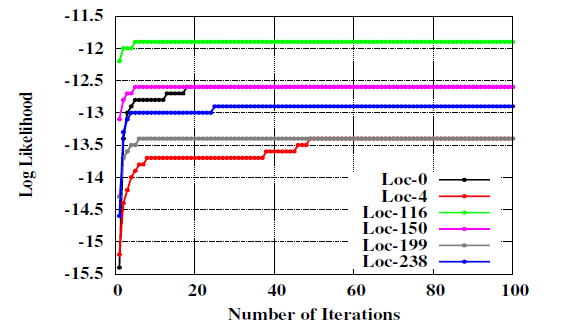 -11.5
-12
-12.5
-13
-13.5
-14
-14.5
-15
-15.5
Log Likelihood
Loc-0
Loc-4
Loc-116
Loc-150
Loc-199
Loc-238
0 20 40 60 80 100
Number of Iterations